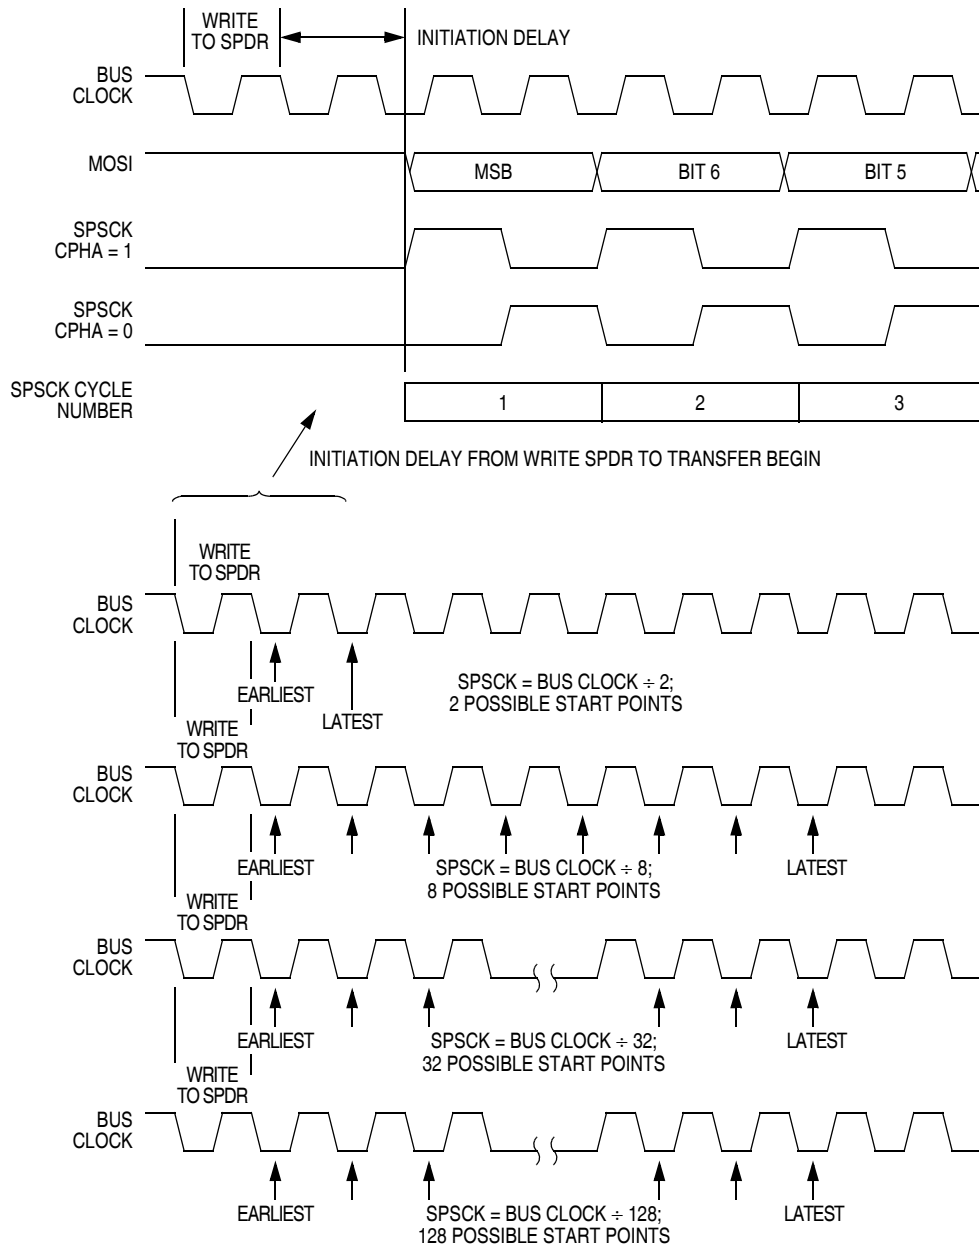 WRITE
TO SPDR
INITIATION DELAY
BUS
CLOCK
MOSI
MSB
BIT 6
BIT 5
SPSCK
CPHA = 1
SPSCK
CPHA = 0
SPSCK CYCLE
NUMBER
1
2
3
INITIATION DELAY FROM WRITE SPDR TO TRANSFER BEGIN
WRITE
TO SPDR
BUS
CLOCK
EARLIEST
LATEST
SPSCK = BUS CLOCK ÷ 2;
2 POSSIBLE START POINTS
WRITE
TO SPDR
BUS
CLOCK
EARLIEST
SPSCK = BUS CLOCK ÷ 8;
8 POSSIBLE START POINTS
LATEST
WRITE
TO SPDR
BUS
CLOCK
EARLIEST
SPSCK = BUS CLOCK ÷ 32;
32 POSSIBLE START POINTS
LATEST
WRITE
TO SPDR
BUS
CLOCK
EARLIEST
SPSCK = BUS CLOCK ÷ 128;
128 POSSIBLE START POINTS
LATEST